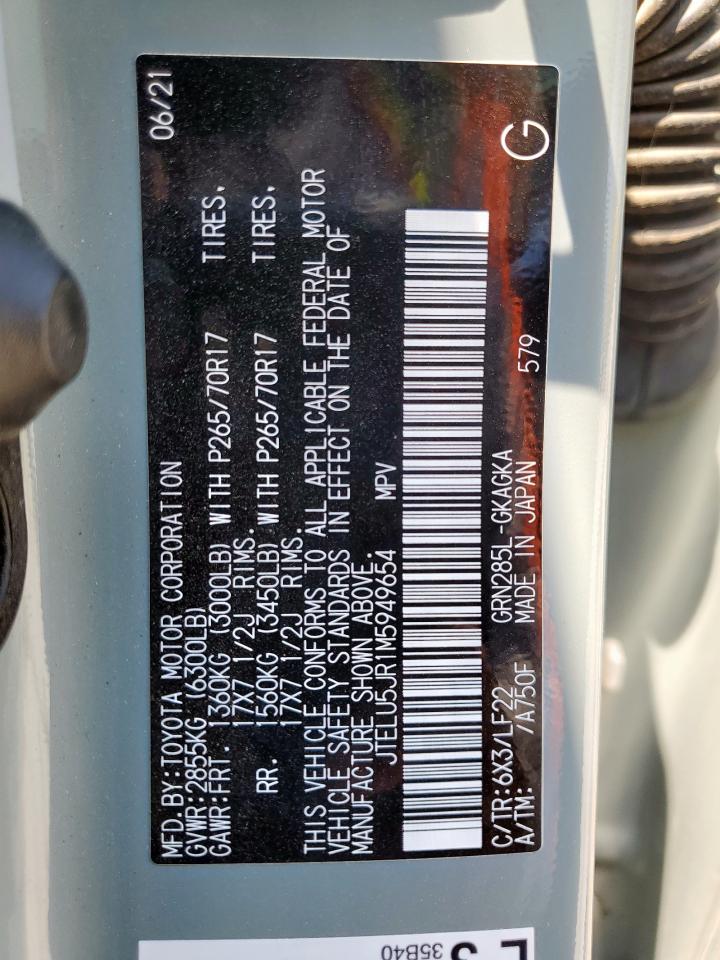 MFD.BY:TOYOTA MOTOR CORPORATION 06/21
GVWR:2855KG (6300LB)
GAWR:FRT. 1360KG (3000LB) WITH P265/70R17 TIRES.
17X7 1/2J RIMS.
RR. 1560KG (3450LB) WITH P265/70R17 TIRES.
17X7 1/2J RIMS.
THIS VEHICLE CONFORMS TO ALL APPLICABLE FEDERAL MOTOR
VEHICLE SAFETY STANDARDS IN EFFECT ON THE DATE OF
MANUFACTURE SHOWN ABOVE.
JTELU5JR1M5949654 MPV
C/TR:6X3/LF22 GRN285L-GKAGKA
A/TM: /A750F MADE IN JAPAN 579 G
35B40